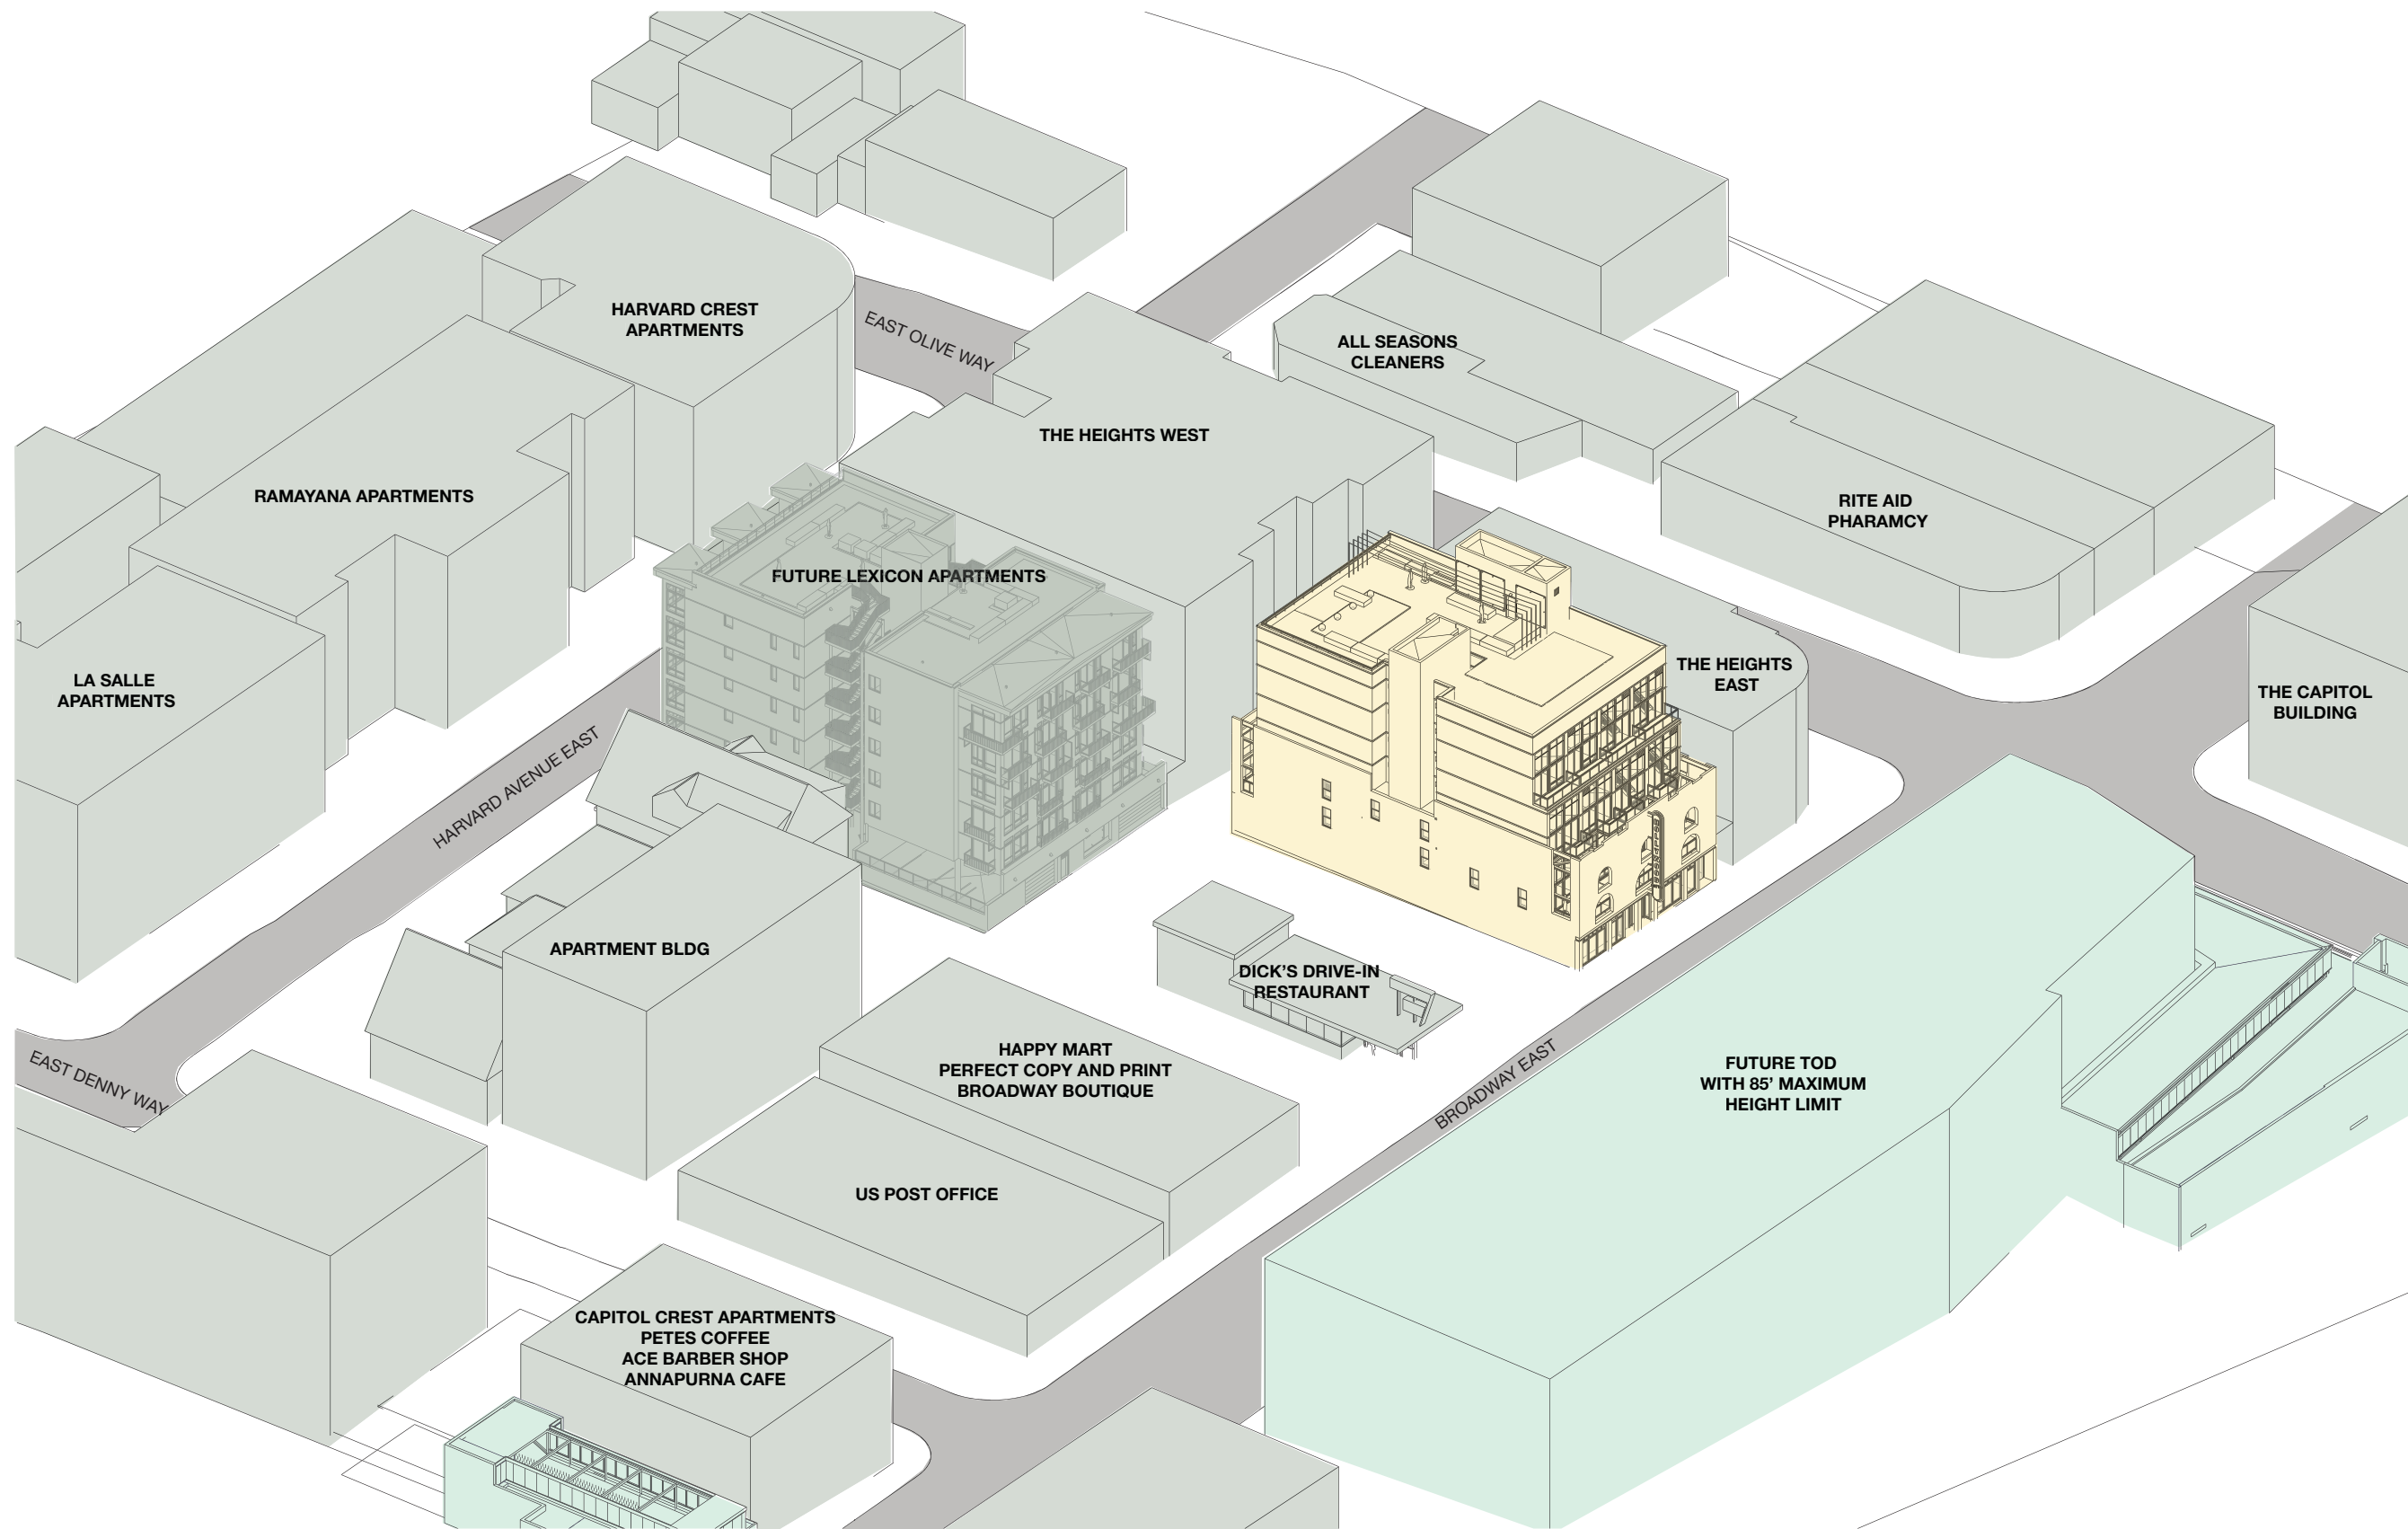 HARVARD CREST
APARTMENTS
EAST OLIVE WAY
ALL SEASONS
CLEANERS
THE HEIGHTS WEST
RAMAYANA APARTMENTS
RITE AID
PHARAMCY
FUTURE LEXICON APARTMENTS
LA SALLE
APARTMENTS
THE HEIGHTS
EAST
THE CAPITOL
BUILDING
HARVARD AVENUE EAST
APARTMENT BLDG
DICK'S DRIVE-IN
RESTAURANT
HAPPY MART
PERFECT COPY AND PRINT
BROADWAY BOUTIQUE
BROADWAY EAST
FUTURE TOD
WITH 85' MAXIMUM
HEIGHT LIMIT
EAST DENNY WAY
US POST OFFICE
CAPITOL CREST APARTMENTS
PETES COFFEE
ACE BARBER SHOP
ANNAPURNA CAFE